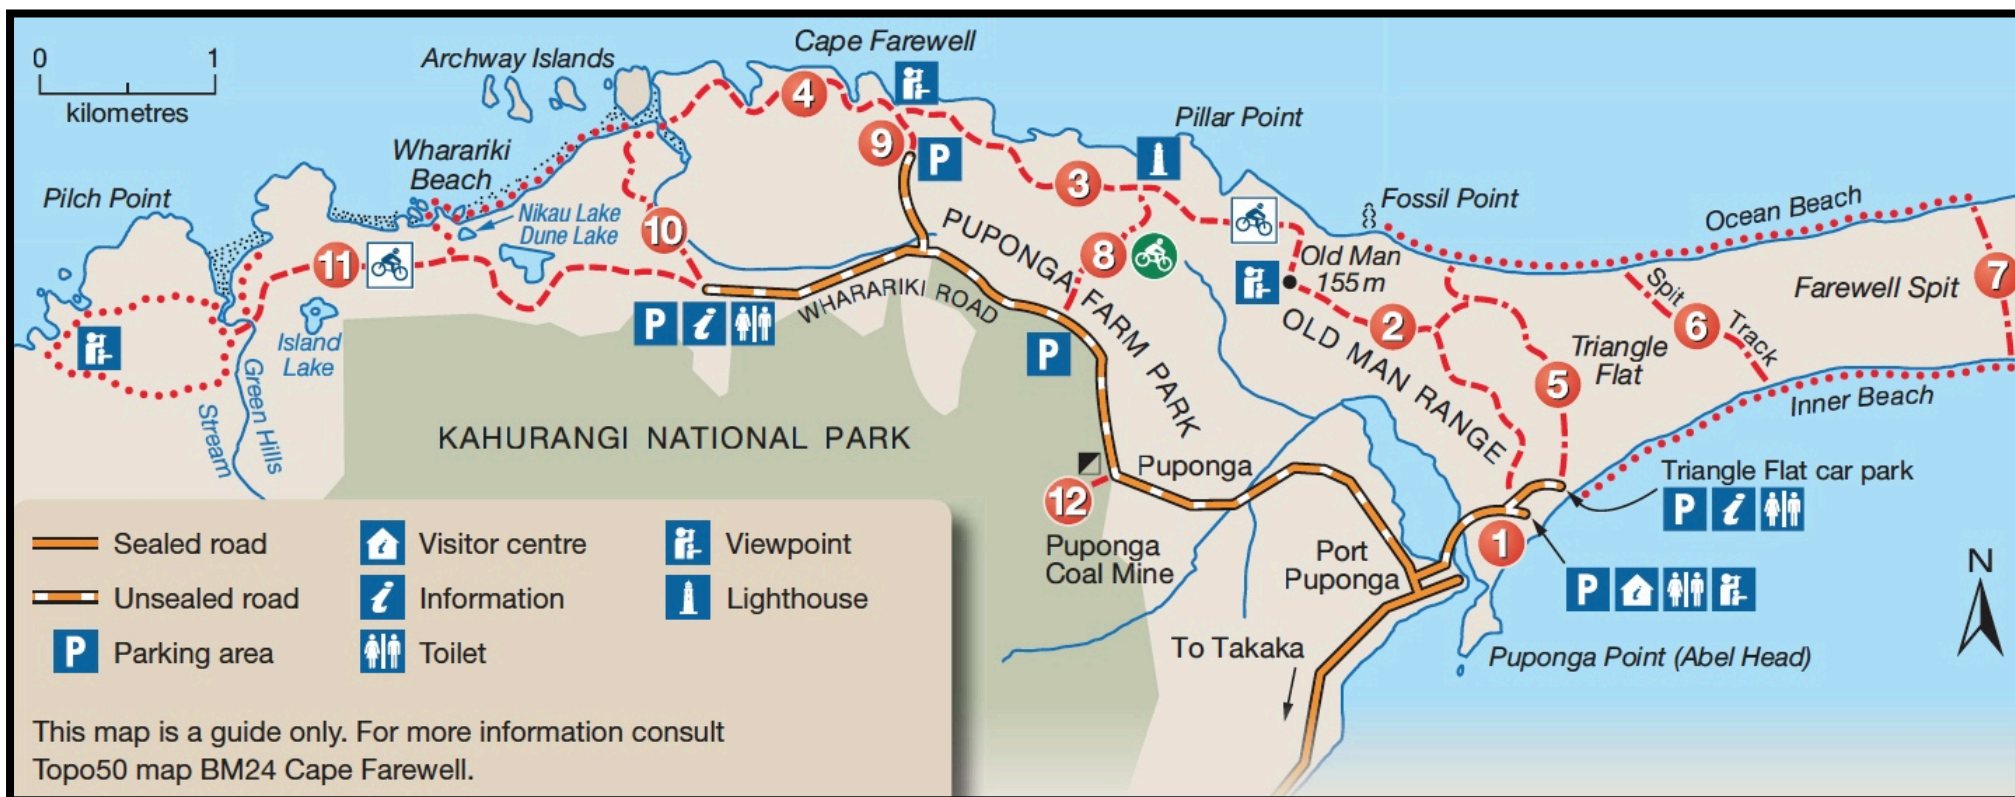 0 1
kilometres
Archway Islands
Cape Farewell
4
9
P
Pillar Point
3
Wharariki
Beach
Pilch Point
Nikau Lake
Dune Lake
10
11
8
Fossil Point
Ocean Beach
Old Man
155 m
2
Farewell Spit
7
Spit Track
6
Triangle
Flat
5
Inner Beach
PUPONGA FARM PARK
OLD MAN RANGE
WHARARIKI ROAD
P i
P
Island
Lake
Green Hills
Stream
KAHURANGI NATIONAL PARK
Puponga
12
Puponga
Coal Mine
Port
Puponga
1
Triangle Flat car park
P i
P i
To Takaka
Puponga Point (Abel Head)
N
Sealed road
Unsealed road
P Parking area
i Visitor centre
i Information
Toilet
Viewpoint
Lighthouse
This map is a guide only. For more information consult
Topo50 map BM24 Cape Farewell.